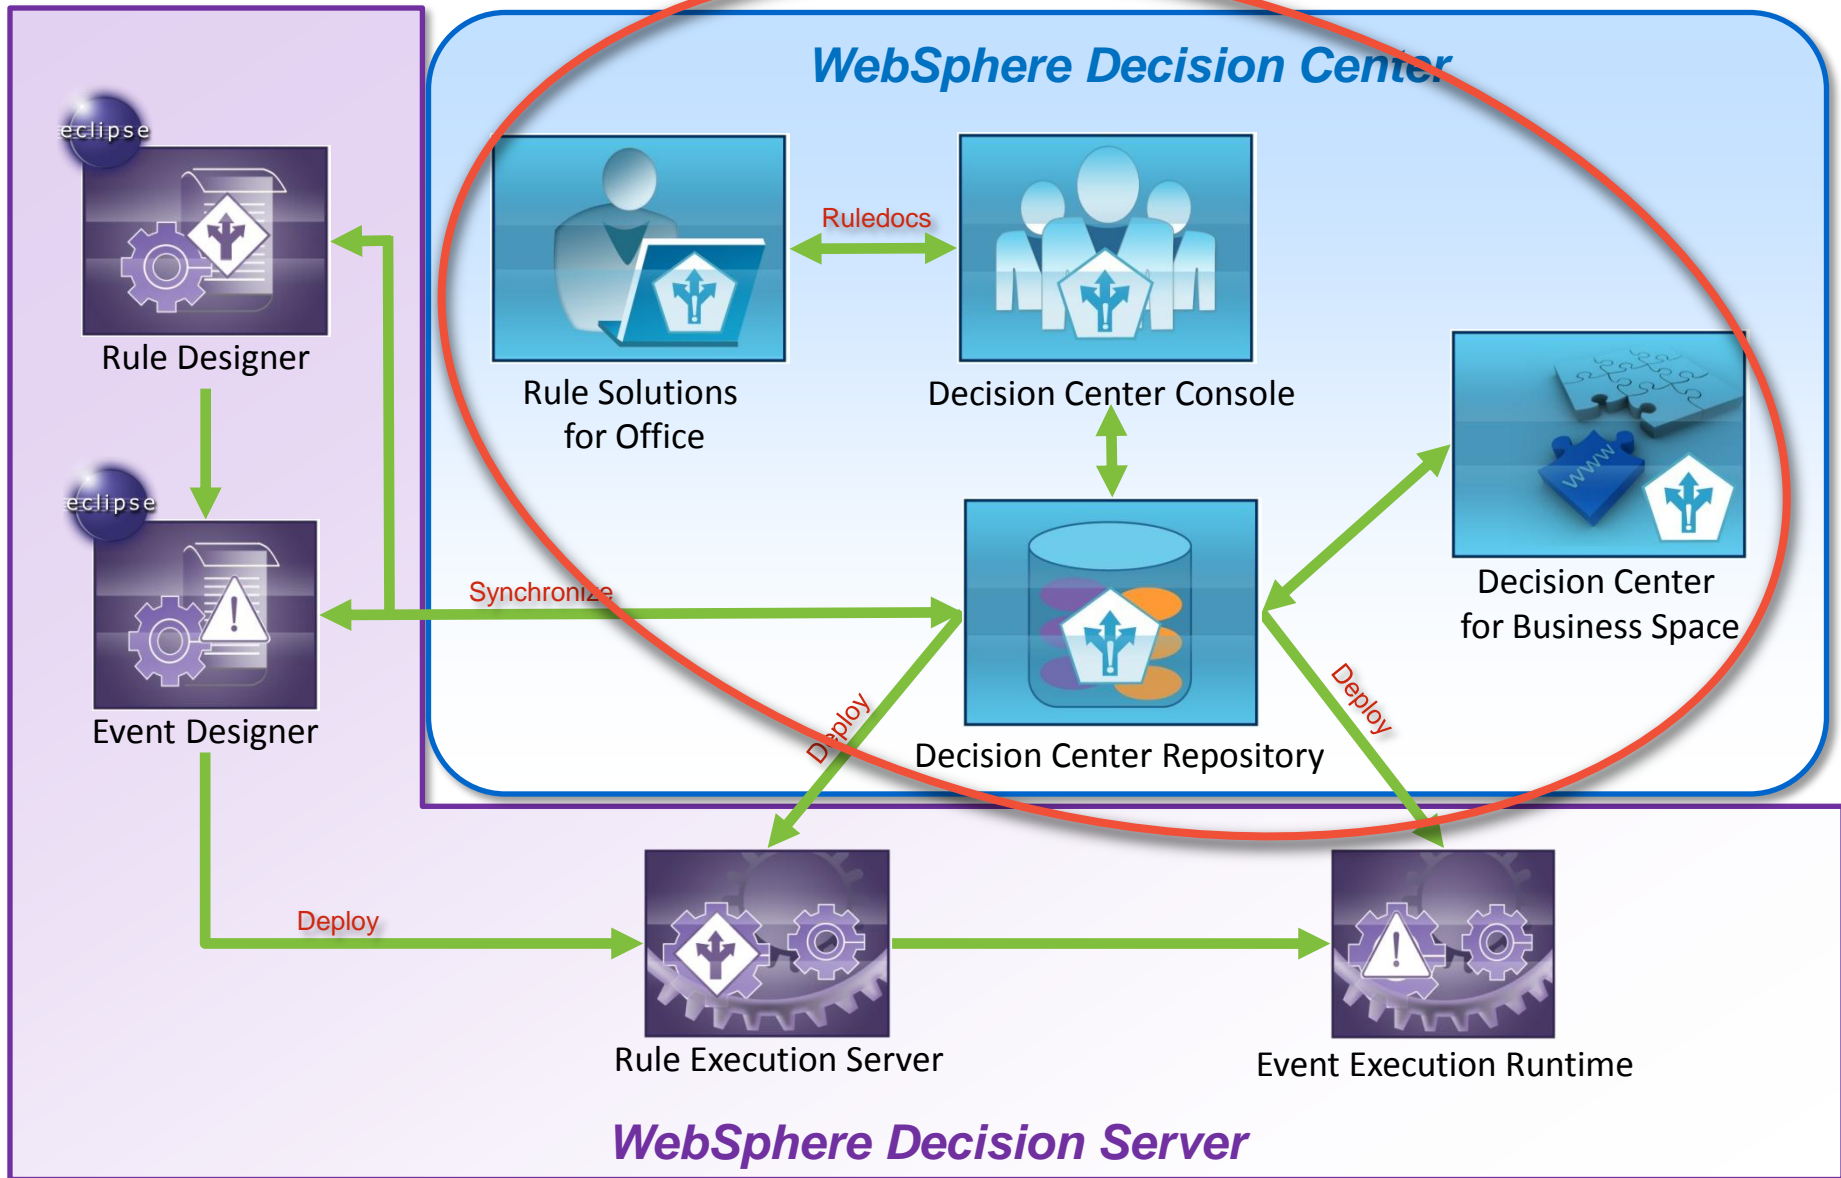 WebSphere Decision Center
eclipse
Rule Designer
Ruledocs
Rule Solutions
for Office
Decision Center Console
eclipse
www
Synchronize
Decision Center
for Business Space
Event Designer
Deploy
Deploy
Decision Center Repository
Deploy
Rule Execution Server
Event Execution Runtime
WebSphere Decision Server